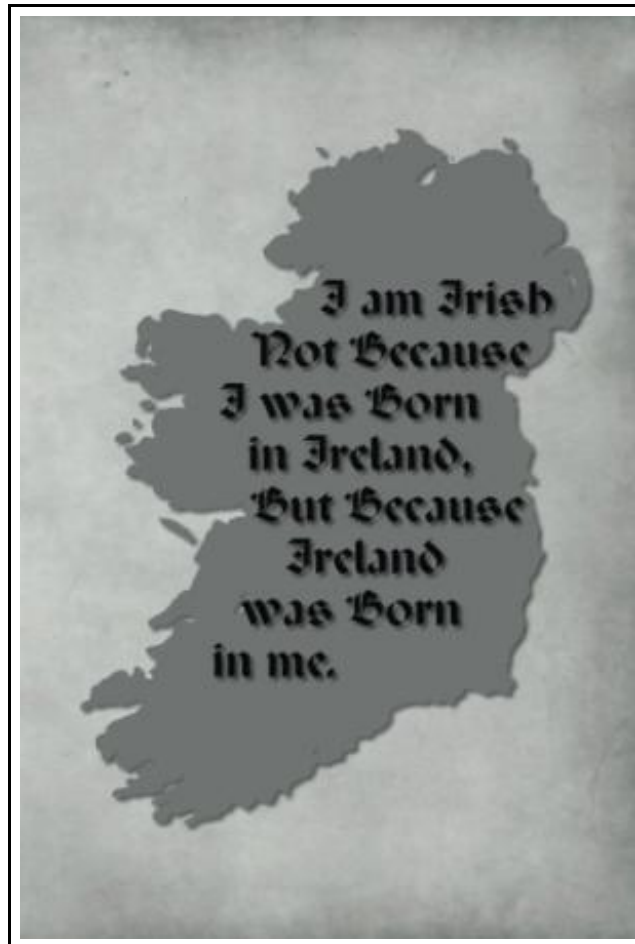 I am Irish
Not Because
I was Born
in Ireland,
But Because
Ireland
was Born
in me.